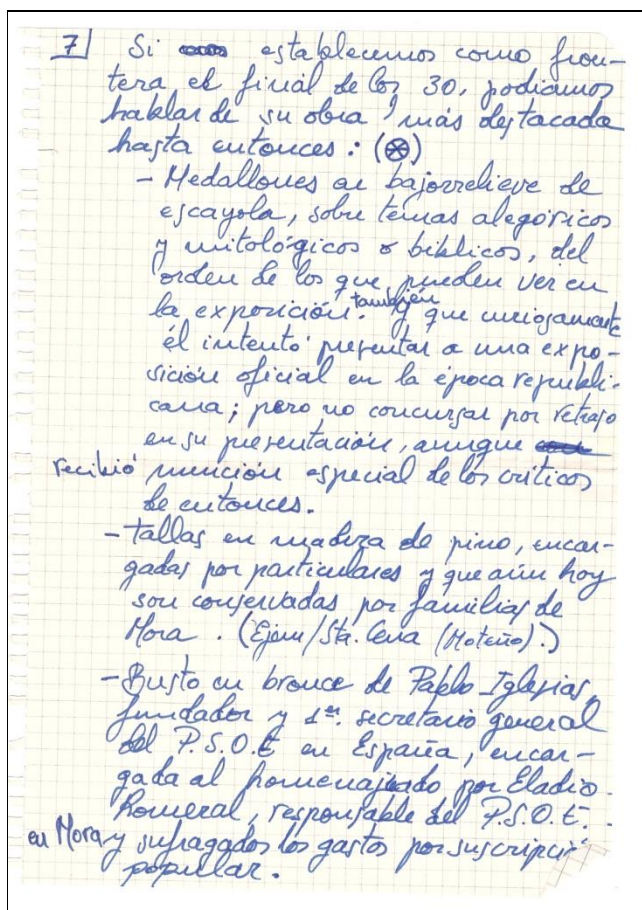 7 Si establecemos como fron-
tera el final de los 30, podíamos
hablar de su obra más destacada
hasta entonces: (⊗)
- Medallones en bajorrelieve de
escayola, sobre temas alegóricos
y mitológicos o bíblicos, del
orden de los que pueden ver en
la exposición. también y que curiosamente
él intentó presentar a una expo-
sición oficial en la época republi-
cana; pero no concursar por retraso
en su presentación, aunque
recibió mención especial de los críticos
de entonces.
- Tallas en madera de pino, encar-
gadas por particulares y que aún hoy
son conservadas por familias de
Mora. (Ejem/Sta. Cena (Moteño).)
- Busto en bronce de Pablo Iglesias,
fundador y 1er. secretario general
del P.S.O.E en España, encar-
gada al homenajeado por Eladio
Homeral, responsable del P.S.O.E.
en Mora y sufragados los gastos por suscripció
popular.